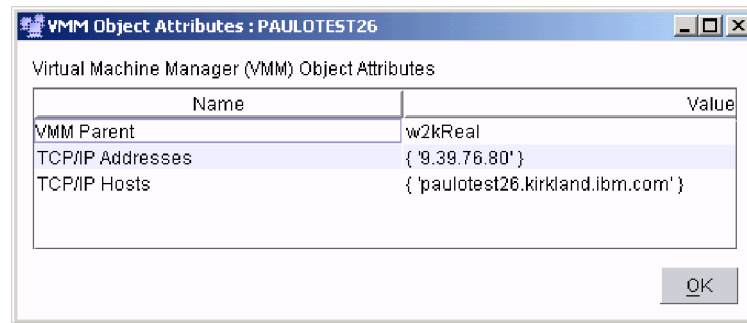 VMM Object Attributes : PAULOTEST26
Virtual Machine Manager (VMM) Object Attributes
Name Value
VMM Parent w2kReal
TCP/IP Addresses { '9.39.76.80' }
TCP/IP Hosts { 'paulotest26.kirkland.ibm.com' }
OK